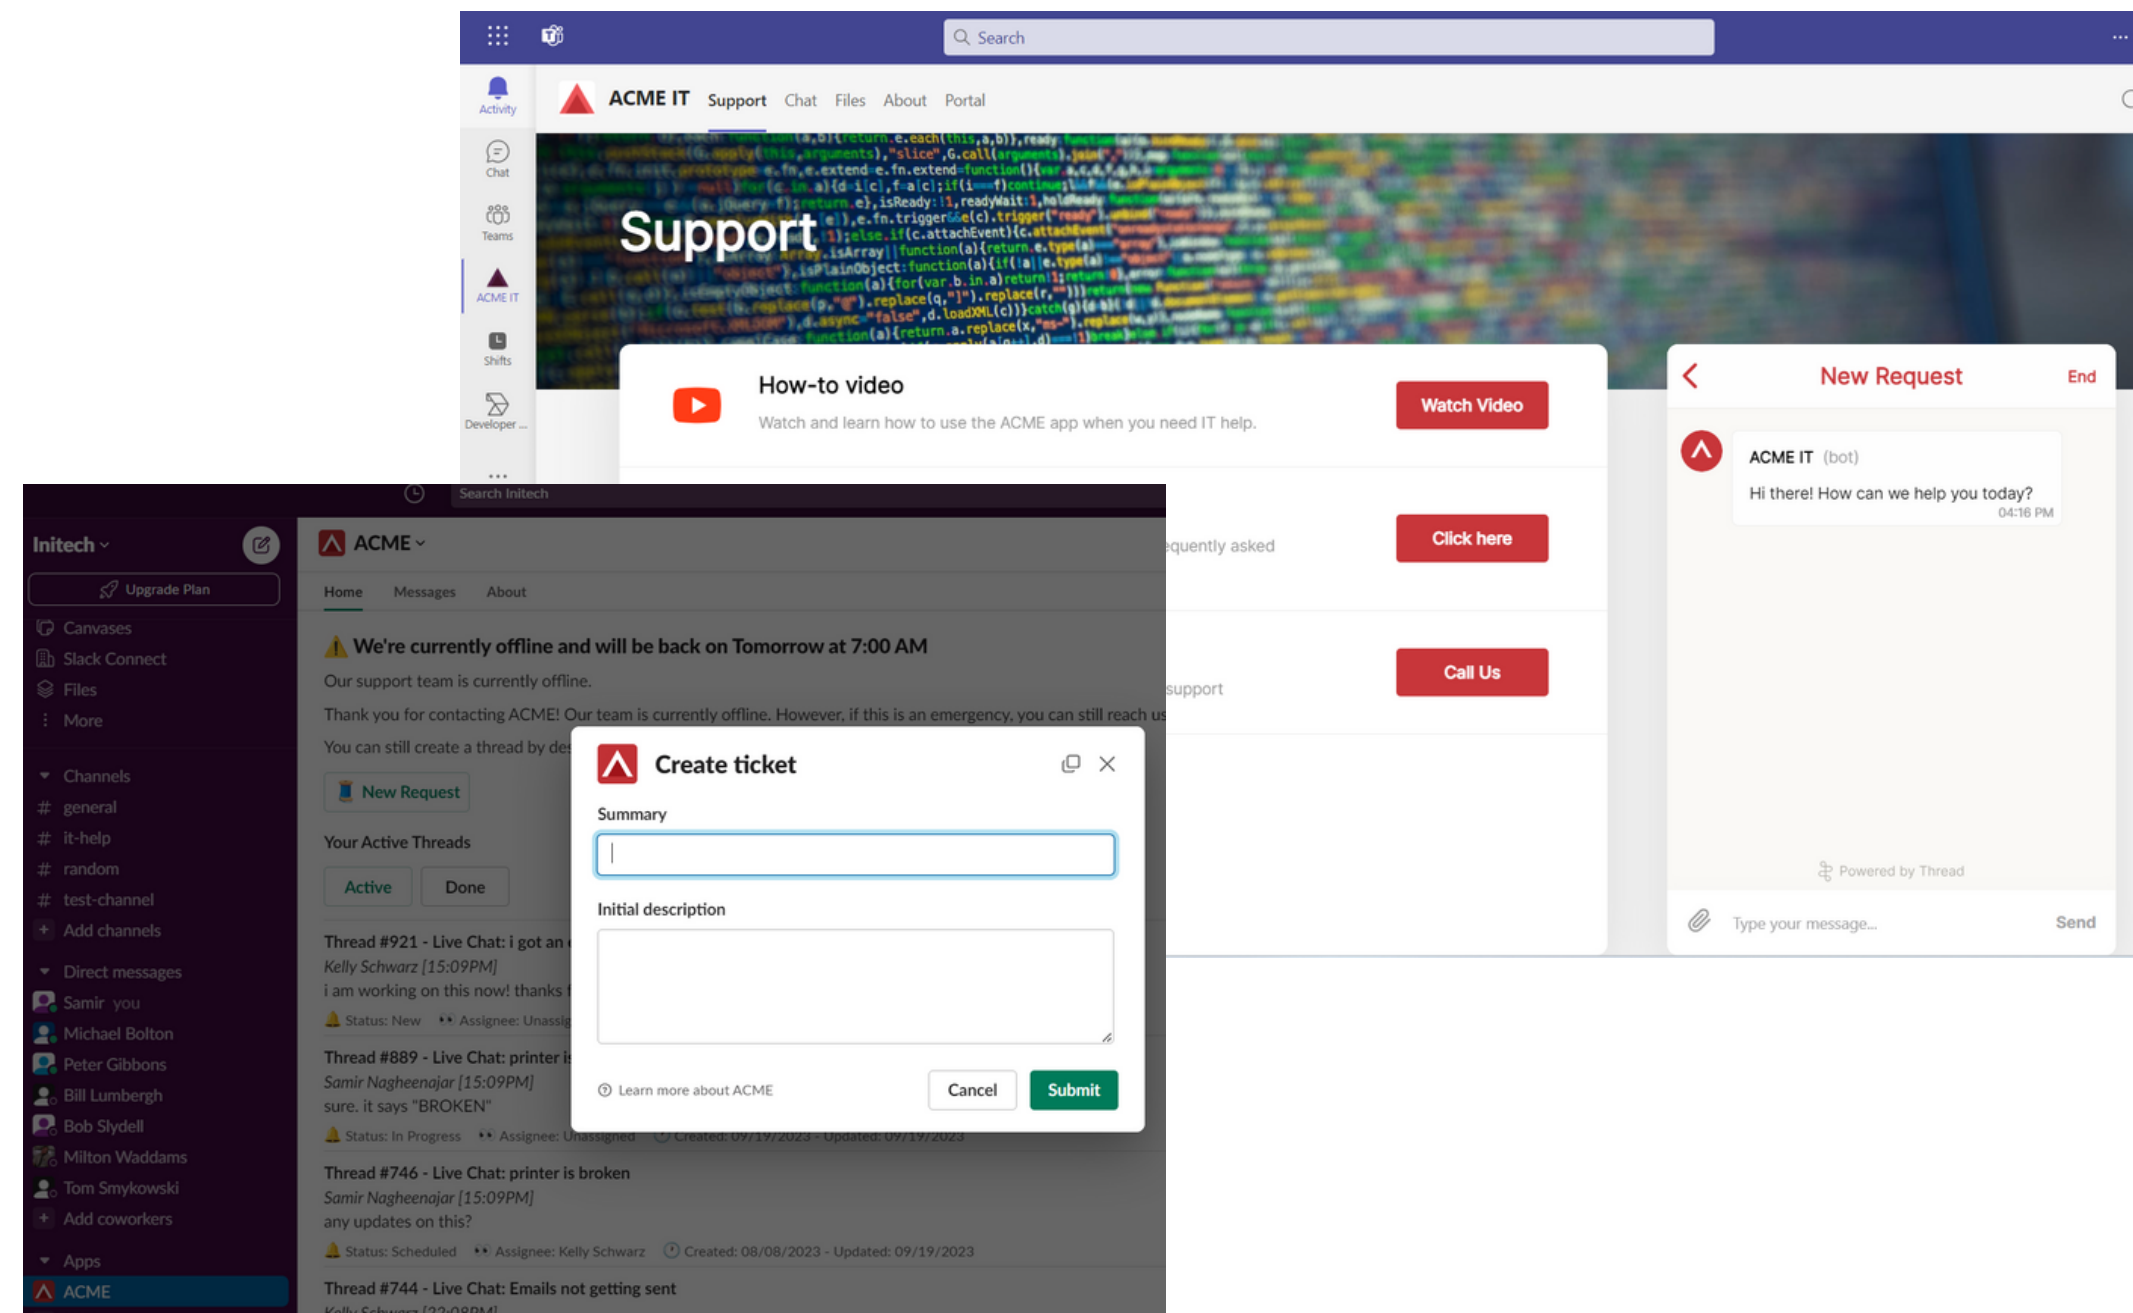 Search
Activity
ACME IT
Support
Chat
Files
About
Portal
Chat
Teams
ACME IT
Shifts
Developer ...
Support
How-to video
Watch and learn how to use the ACME app when you need IT help.
Watch Video
equently asked
Click here
support
Call Us
New Request
End
ACME IT (bot)
Hi there! How can we help you today?
04:16 PM
Powered by Thread
Type your message...
Send
Search Initech
Initech
Upgrade Plan
Canvases
Slack Connect
Files
More
Channels
# general
# it-help
# random
# test-channel
+ Add channels
Direct messages
Samir you
Michael Bolton
Peter Gibbons
Bill Lumbergh
Bob Slydell
Milton Waddams
Tom Smykowski
+ Add coworkers
Apps
ACME
ACME
Home
Messages
About
We're currently offline and will be back on Tomorrow at 7:00 AM
Our support team is currently offline.
Thank you for contacting ACME! Our team is currently offline. However, if this is an emergency, you can still reach us
You can still create a thread by des
New Request
Your Active Threads
Active
Done
Thread #921 - Live Chat: i got an
Kelly Schwarz [15:09PM]
i am working on this now! thanks f
Status: New Assignee: Unassig
Thread #889 - Live Chat: printer is
Samir Nagheenajar [15:09PM]
sure. it says "BROKEN"
Status: In Progress Assignee: Unassigned Created: 09/19/2023 - Updated: 09/19/2023
Thread #746 - Live Chat: printer is broken
Samir Nagheenajar [15:09PM]
any updates on this?
Status: Scheduled Assignee: Kelly Schwarz Created: 08/08/2023 - Updated: 09/19/2023
Thread #744 - Live Chat: Emails not getting sent
Kelly Schwarz [22:08PM]
Create ticket
Summary
Initial description
Learn more about ACME
Cancel
Submit